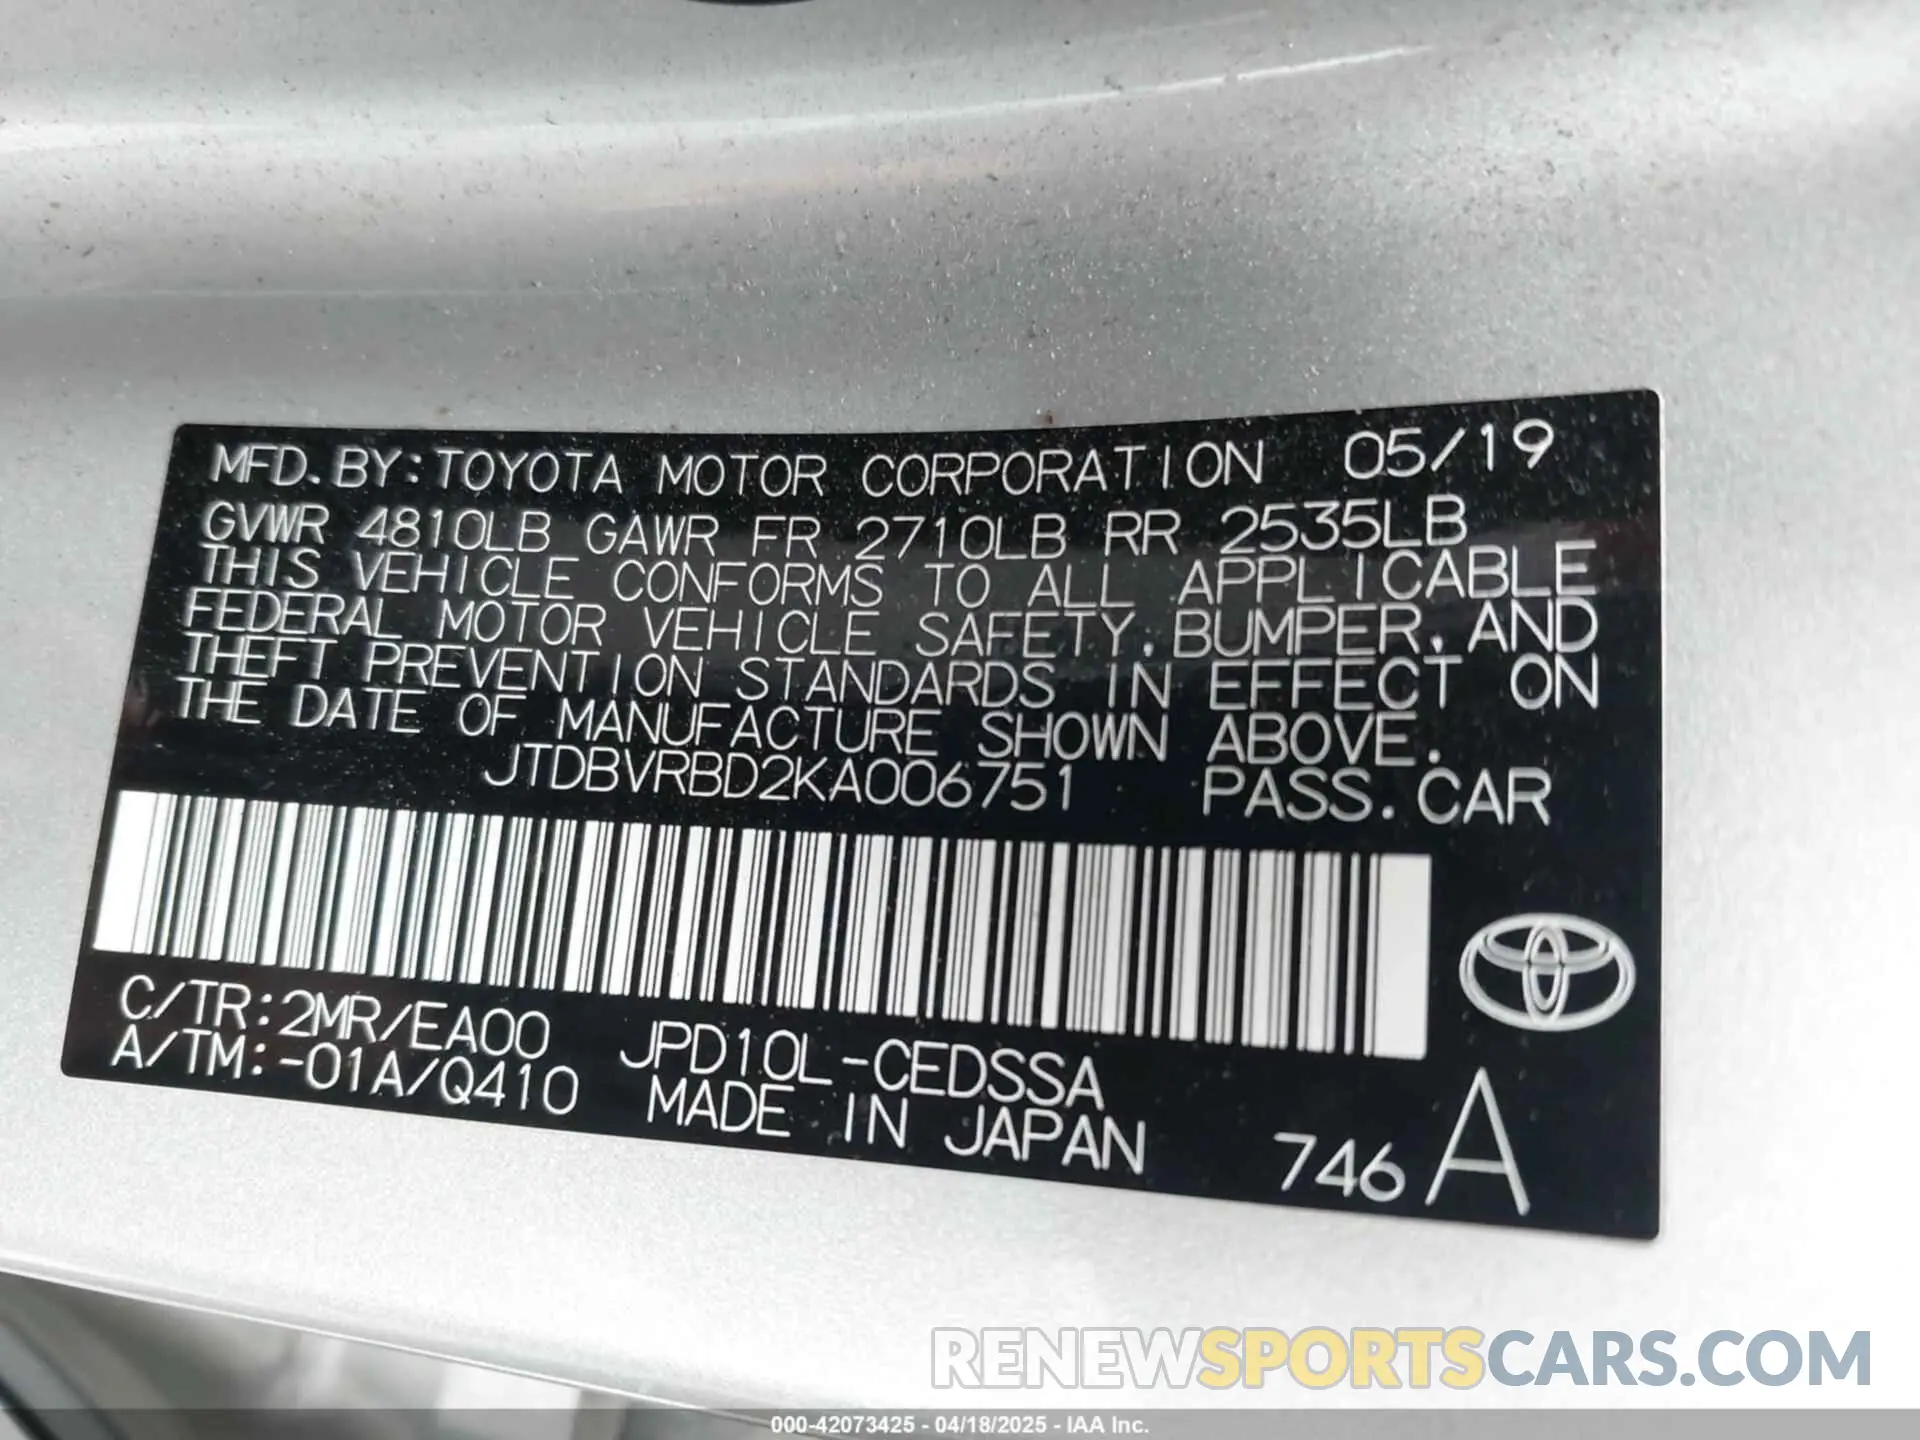 MFD. BY: TOYOTA MOTOR CORPORATION 05/19
GVWR 4810LB GAWR FR 2710LB RR 2535LB
THIS VEHICLE CONFORMS TO ALL APPLICABLE
FEDERAL MOTOR VEHICLE SAFETY, BUMPER, AND
THEFT PREVENTION STANDARDS IN EFFECT ON
THE DATE OF MANUFACTURE SHOWN ABOVE.
JTDBVRBD2KA006751 PASS. CAR
C/TR: 2MR/EA00 JPD10L-CEDSSA
A/TM: -01A/Q410 MADE IN JAPAN
746 A
RENEWSPORTSCARS.COM
000-42073425 - 04/18/2025 - IAA Inc.